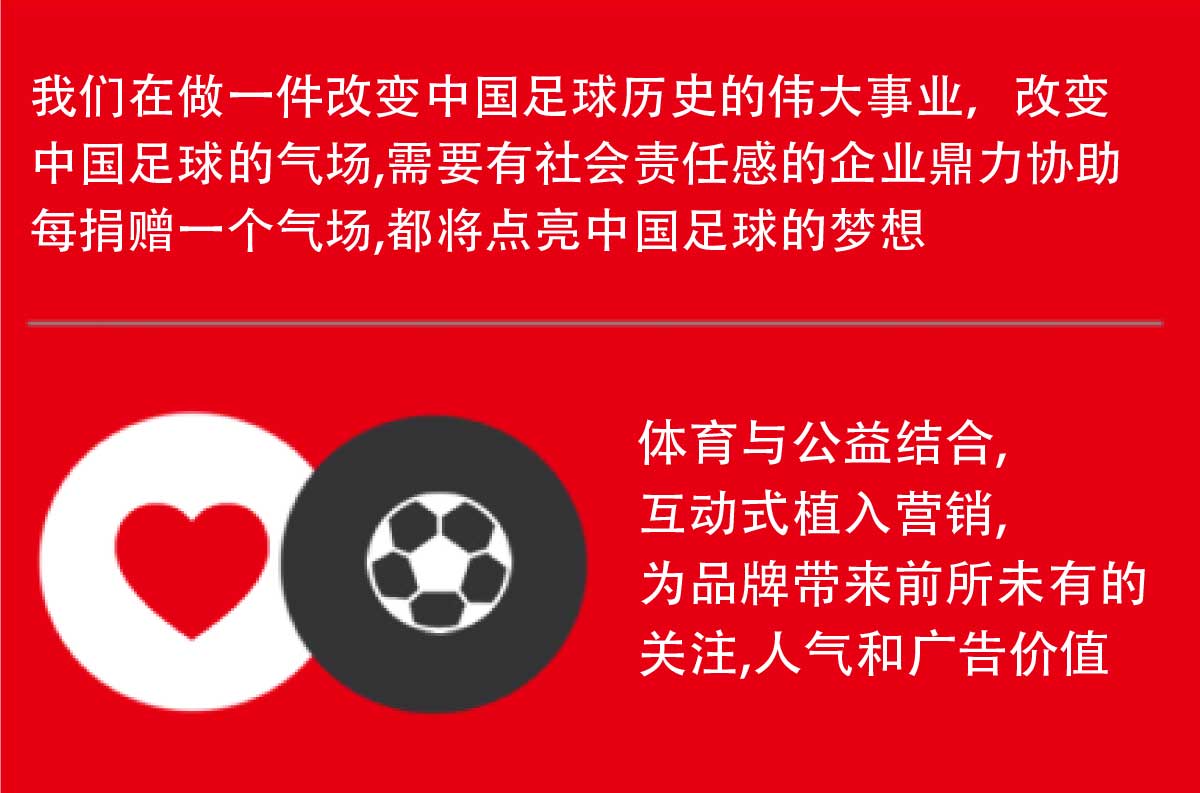 我们在做一件改变中国足球历史的伟大事业，改变
中国足球的气场,需要有社会责任感的企业鼎力协助
每捐赠一个气场,都将点亮中国足球的梦想
体育与公益结合,
互动式植入营销,
为品牌带来前所未有的
关注,人气和广告价值